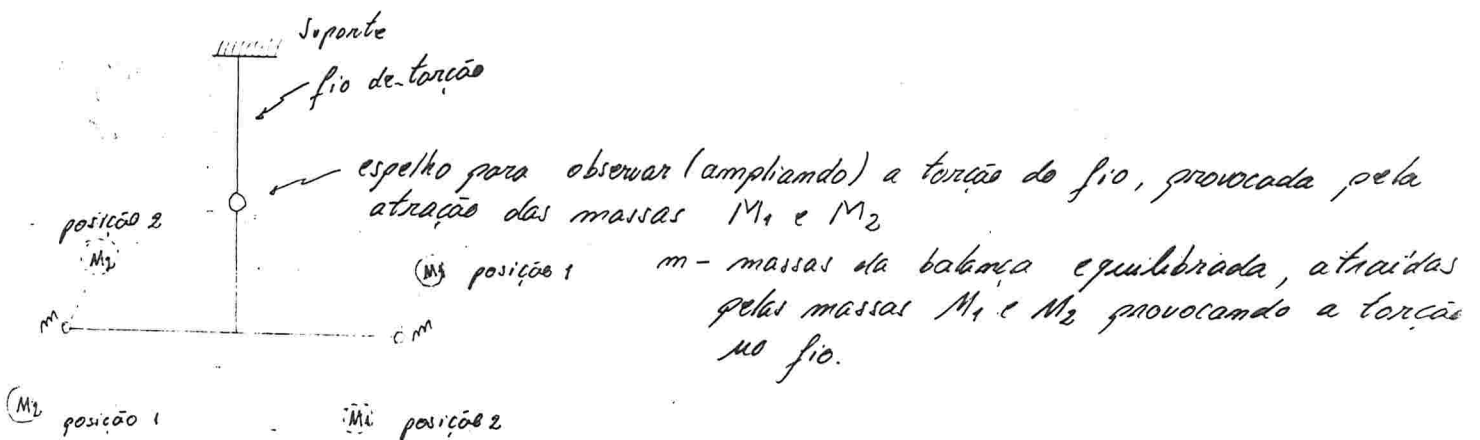 Suporte
fio de torção
espelho para observar (ampliando) a torção do fio, provocada pela
atração das massas M1 e M2
posição 2
M2
M1 posição 1
m - massas da balança equilibrada, atraídas
pelas massas M1 e M2 provocando a torção
no fio.
m
m
M2 posição 1
M1 posição 2